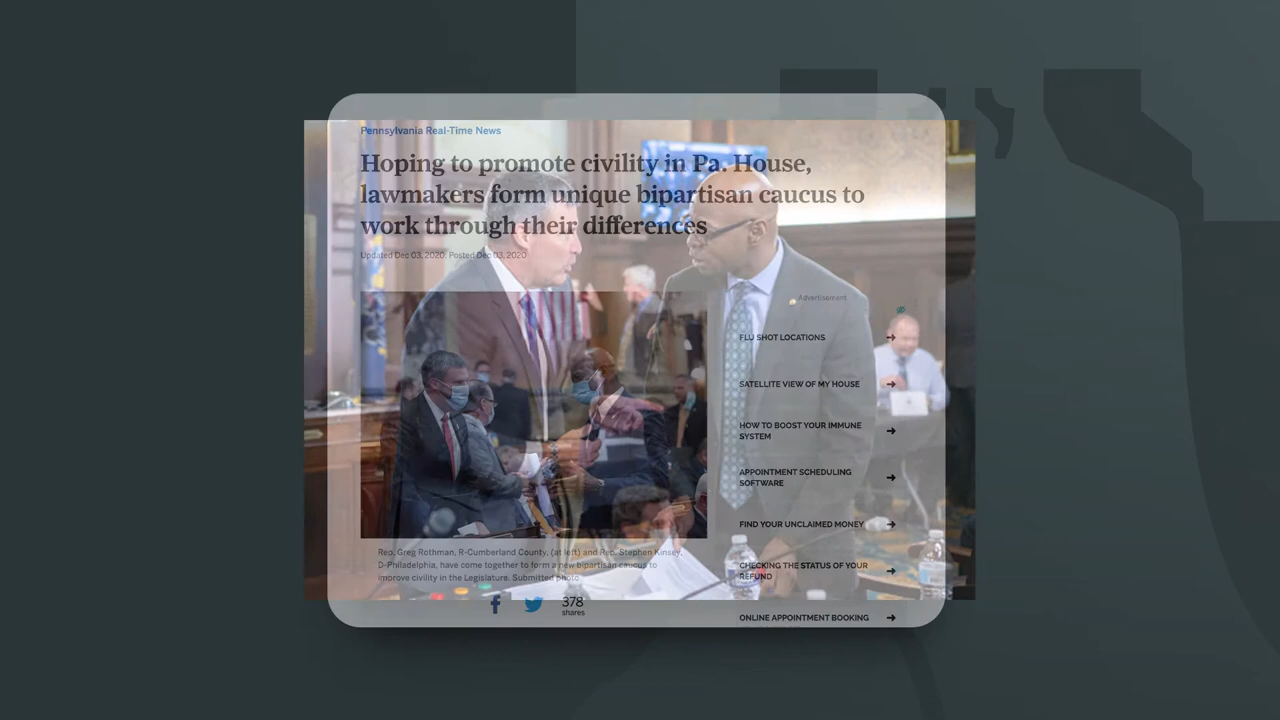 Pennsylvania Real-Time News
Hoping to promote civility in Pa. House,
lawmakers form unique bipartisan caucus to
work through their differences
Updated Dec 03, 2020; Posted Dec 03, 2020
Advertisement
FLU SHOT LOCATIONS
SATELLITE VIEW OF MY HOUSE
HOW TO BOOST YOUR IMMUNE
SYSTEM
APPOINTMENT SCHEDULING
SOFTWARE
FIND YOUR UNCLAIMED MONEY
CHECKING THE STATUS OF YOUR
REFUND
ONLINE APPOINTMENT BOOKING
Rep. Greg Rothman, R-Cumberland County, (at left) and Rep. Stephen Kinsey,
D-Philadelphia, have come together to form a new bipartisan caucus to
improve civility in the Legislature. Submitted photo
378
shares